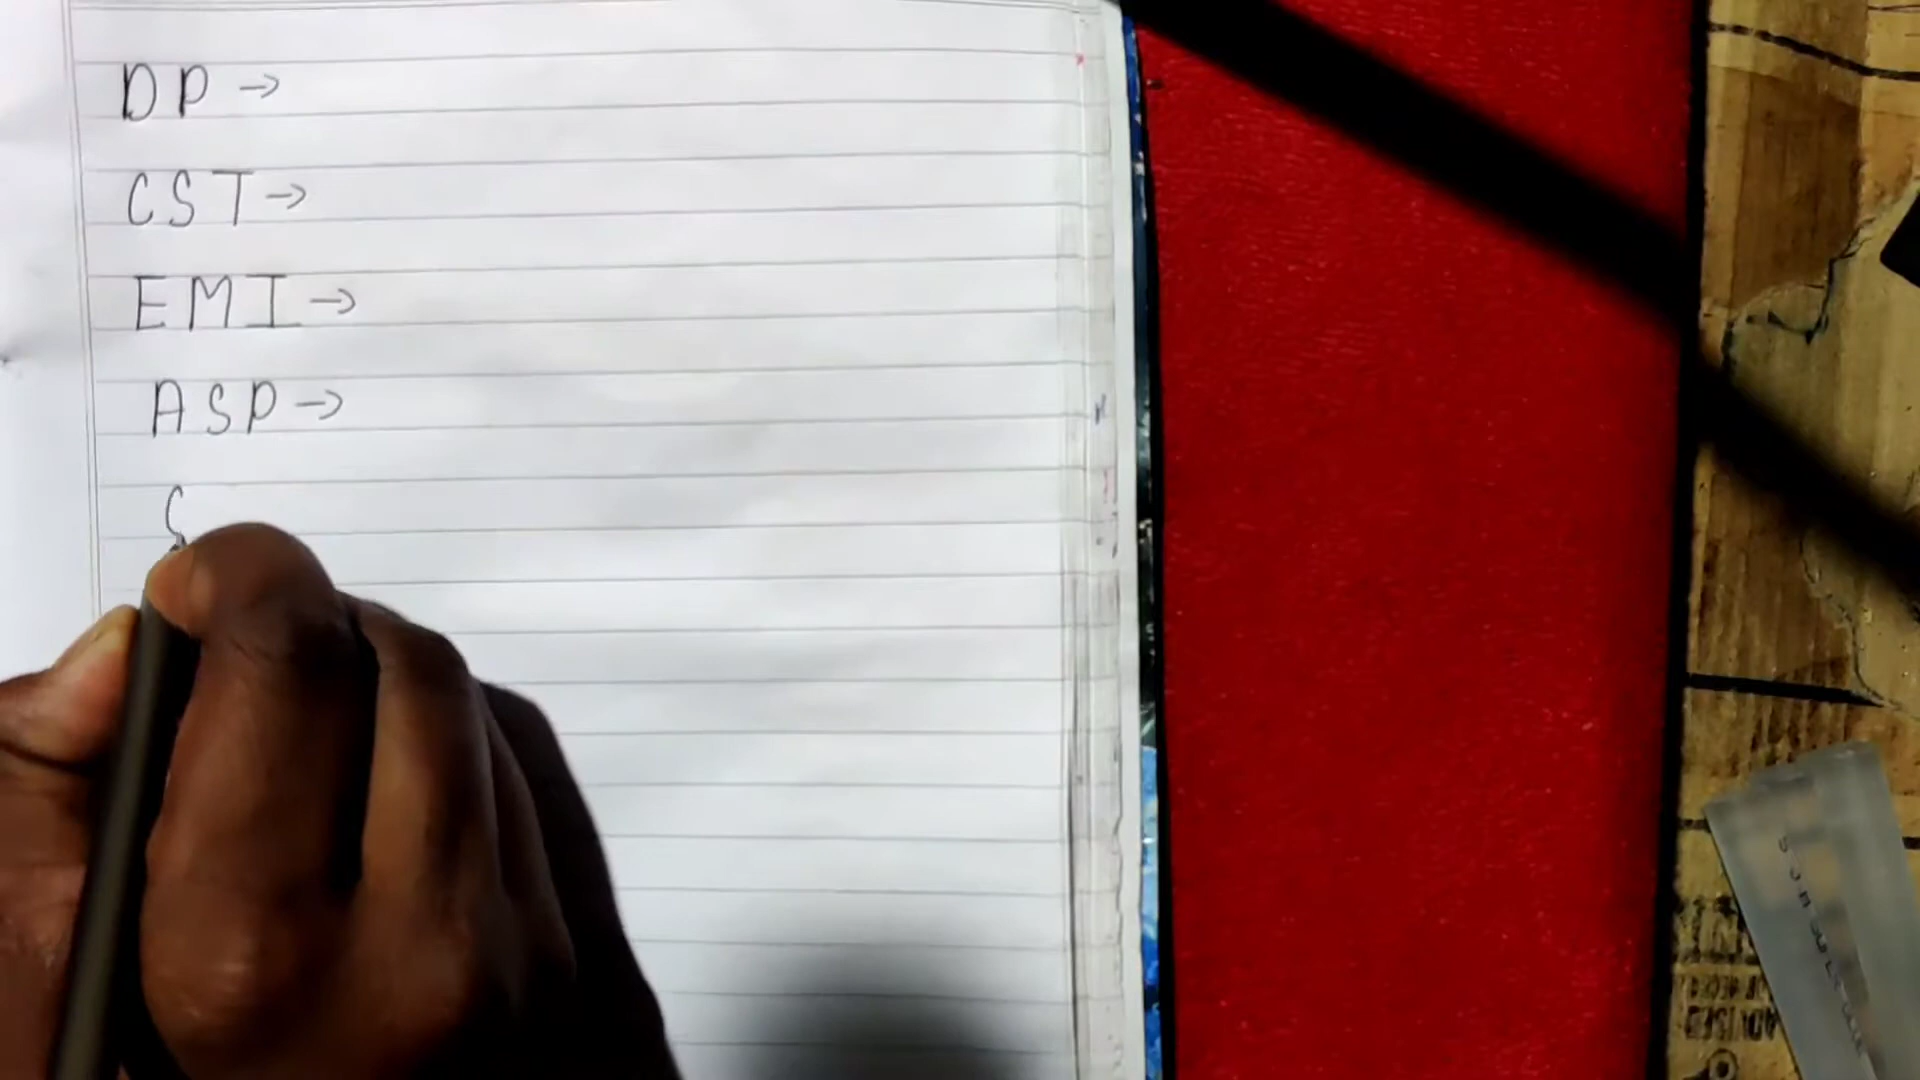 DP →
CST →
EMI →
ASP →
S